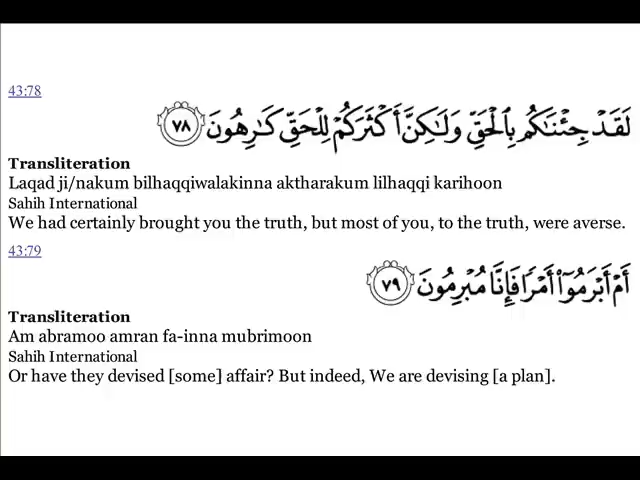 43:78
لَقَدْ جِئْنَٰكُم بِٱلْحَقِّ وَلَٰكِنَّ أَكْثَرَكُمْ لِلْحَقِّ كَٰرِهُونَ ٧٨
Transliteration
Laqad ji/nakum bilhaqqiwalakinna aktharakum lilhaqqi karihoon
Sahih International
We had certainly brought you the truth, but most of you, to the truth, were averse.
43:79
أَمْ أَبْرَمُوٓا۟ أَمْرًا فَإِنَّا مُبْرِمُونَ ٧٩
Transliteration
Am abramoo amran fa-inna mubrimoon
Sahih International
Or have they devised [some] affair? But indeed, We are devising [a plan].